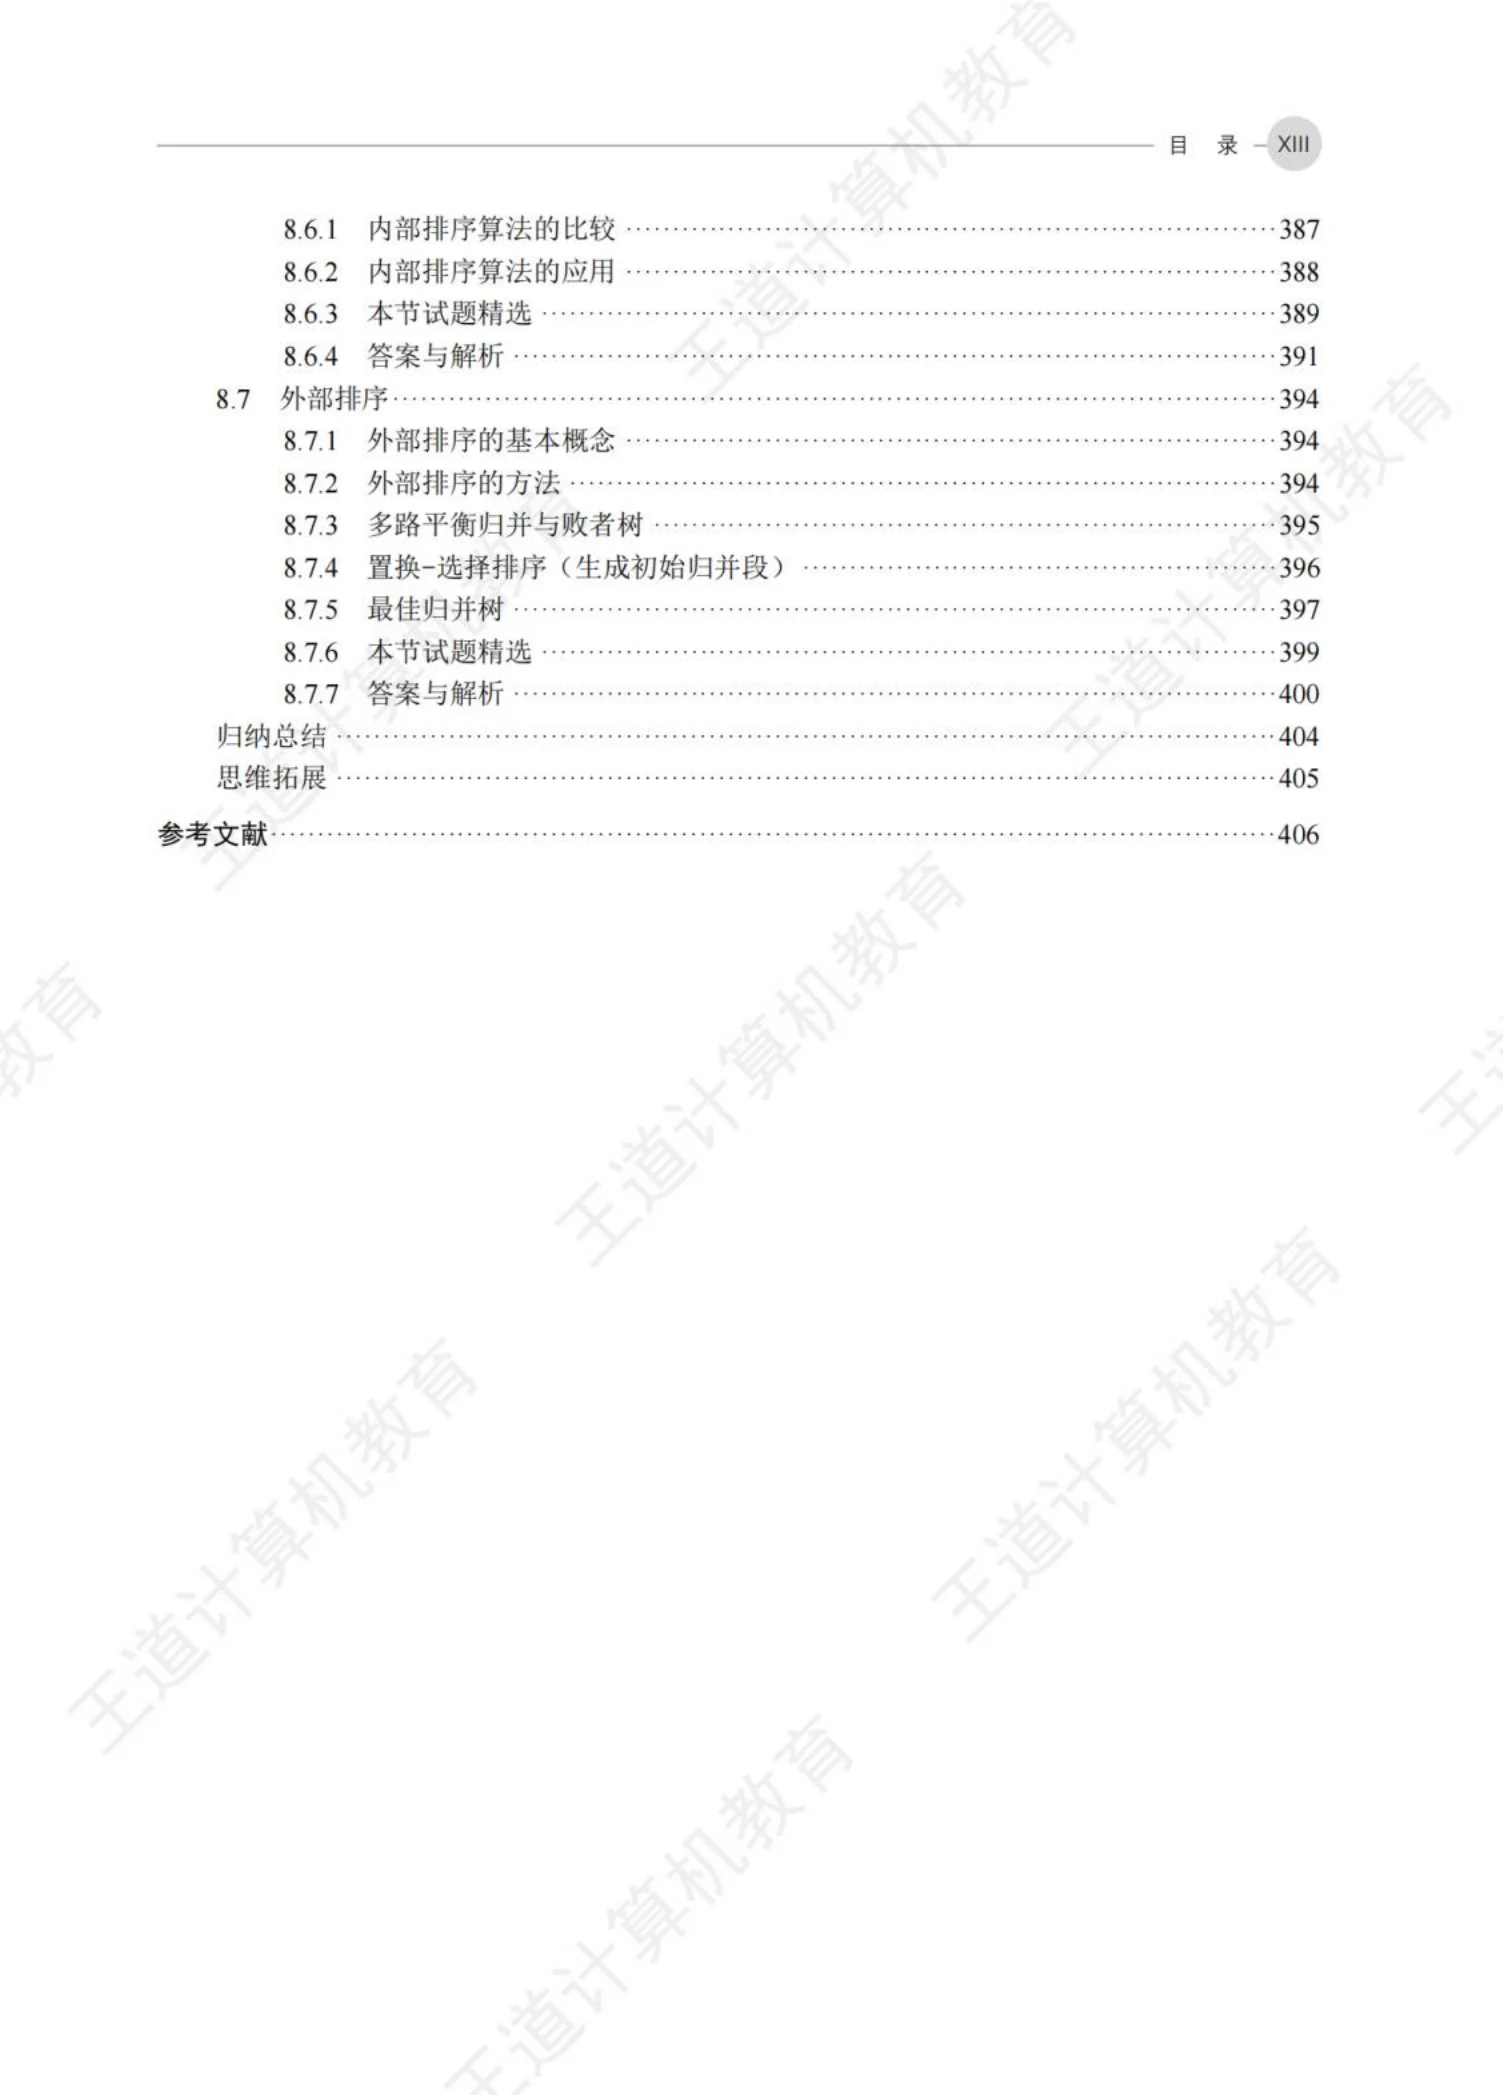 目 录 XIII
8.6.1 内部排序算法的比较 387
8.6.2 内部排序算法的应用 388
8.6.3 本节试题精选 389
8.6.4 答案与解析 391
8.7 外部排序 394
8.7.1 外部排序的基本概念 394
8.7.2 外部排序的方法 394
8.7.3 多路平衡归并与败者树 395
8.7.4 置换-选择排序（生成初始归并段） 396
8.7.5 最佳归并树 397
8.7.6 本节试题精选 399
8.7.7 答案与解析 400
归纳总结 404
思维拓展 405
参考文献 406
王道计算机教育
王道计算机教育
王道计算机教育
王道计算机教育
教育
王道
王道计算机教育
王道计算机教育
王道计算机教育